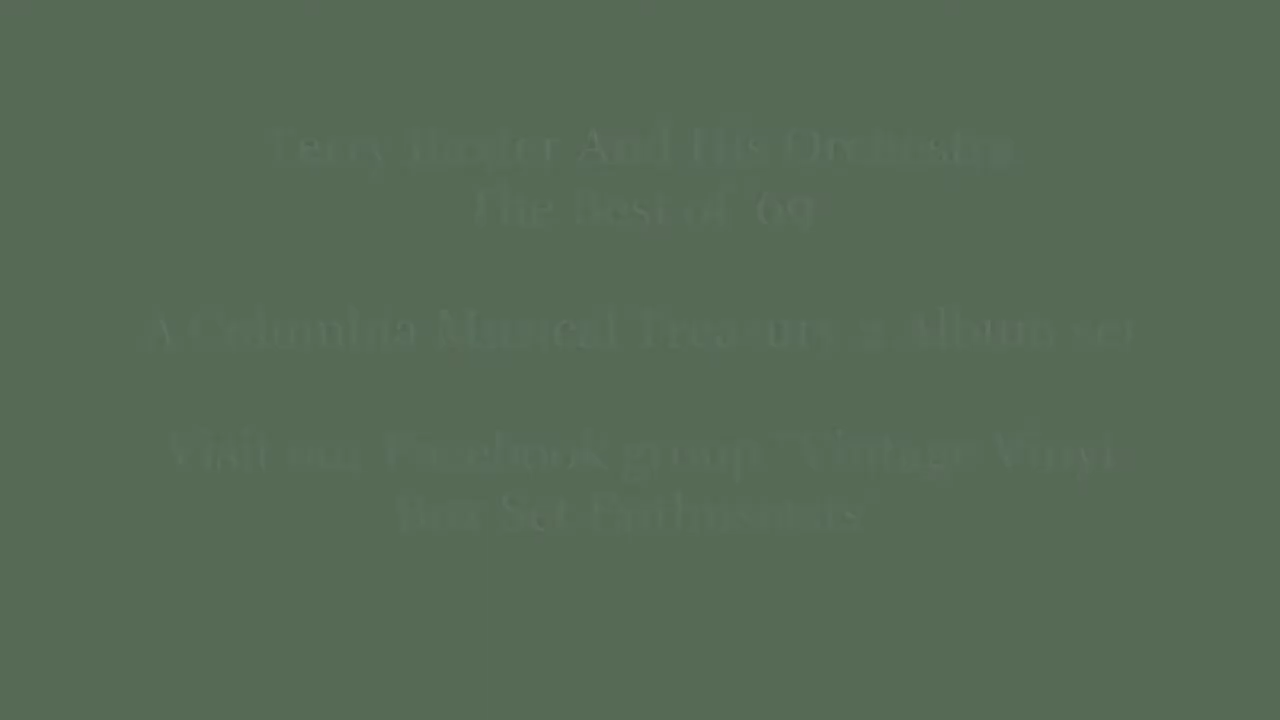 Terry Baxter And His Orchestra
The Best of '69
A Columbia Musical Treasury 2 Album set
Visit our Facebook group "Vintage Vinyl
Box Set Enthusiasts"